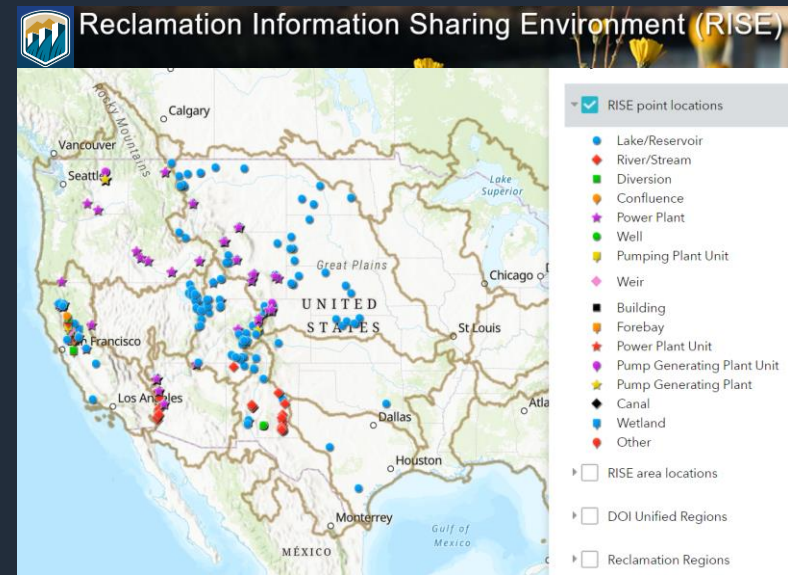 Reclamation Information Sharing Environment (RISE)
Calgary
Rocky Mountains
Vancouver
Seattle
Lake
Superior
Great Plains
Chicago
UNITED
STATES
St Louis
Francisco
Los Angeles
Atla
Dallas
Houston
Monterrey
Gulf of
Mexico
MÉXICO
RISE point locations
Lake/Reservoir
River/Stream
Diversion
Confluence
Power Plant
Well
Pumping Plant Unit
Weir
Building
Forebay
Power Plant Unit
Pump Generating Plant Unit
Pump Generating Plant
Canal
Wetland
Other
RISE area locations
DOI Unified Regions
Reclamation Regions